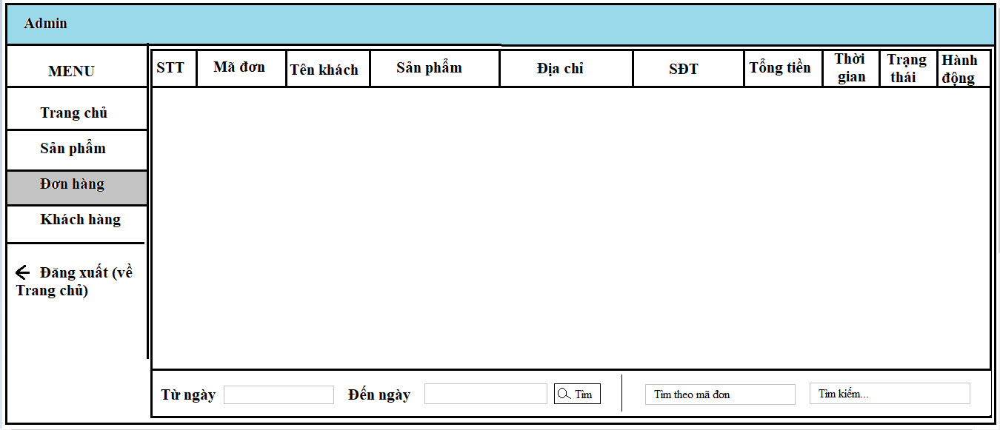 Admin
MENU
Trang chủ
Sản phẩm
Đơn hàng
Khách hàng
Đăng xuất (về
Trang chủ)
STT
Mã đơn
Tên khách
Sản phẩm
Địa chỉ
SĐT
Tổng tiền
Thời
gian
Trạng
thái
Hành
động
Từ ngày
Đến ngày
Tìm
Tìm theo mã đơn
Tìm kiếm...